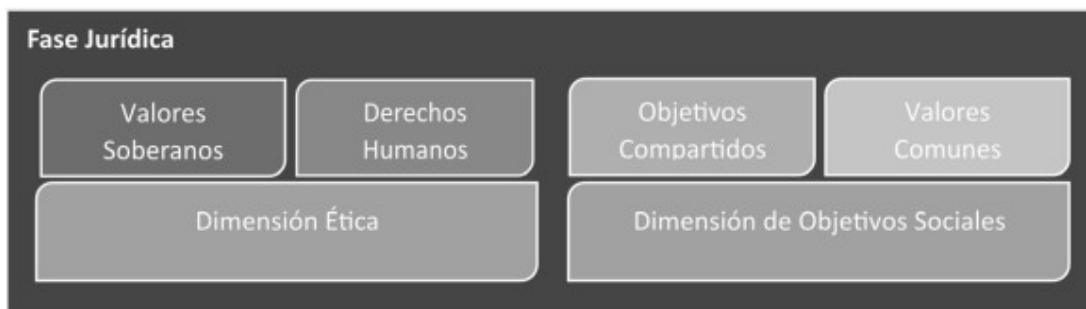 Fase Jurídica
Valores
Soberanos
Derechos
Humanos
Objetivos
Compartidos
Valores
Comunes
Dimensión Ética
Dimensión de Objetivos Sociales